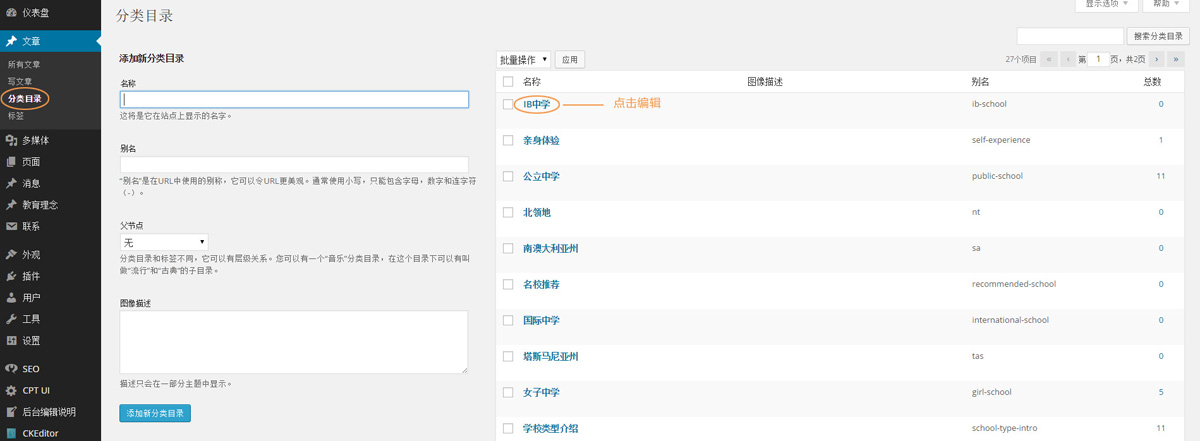 仪表盘
文章
所有文章
写文章
分类目录
标签
多媒体
页面
消息
教育理念
联系
外观
插件
用户
工具
设置
SEO
CPT UI
后台编辑说明
CKEditor
分类目录
显示选项 ▼
帮助 ▼
搜索分类目录
添加新分类目录
名称
这将是它在站点上显示的名字。
别名
“别名”是在URL中使用的别称，它可以令URL更美观。通常使用小写，只能包含字母，数字和连字符
（-）。
父节点
无
分类目录和标签不同，它可以有层级关系。您可以有一个“音乐”分类目录，在这个目录下可以有叫
做“流行”和“古典”的子目录。
图像描述
描述只会在一部分主题中显示。
添加新分类目录
批量操作 ▼
应用
27个项目 « ‹ 第 1 页，共2页 › »
名称 图像描述 别名 总数
IB中学 点击编辑 ib-school 0
亲身体验 self-experience 1
公立中学 public-school 11
北领地 nt 0
南澳大利亚州 sa 0
名校推荐 recommended-school 0
国际中学 international-school 0
塔斯马尼亚州 tas 0
女子中学 girl-school 5
学校类型介绍 school-type-intro 11